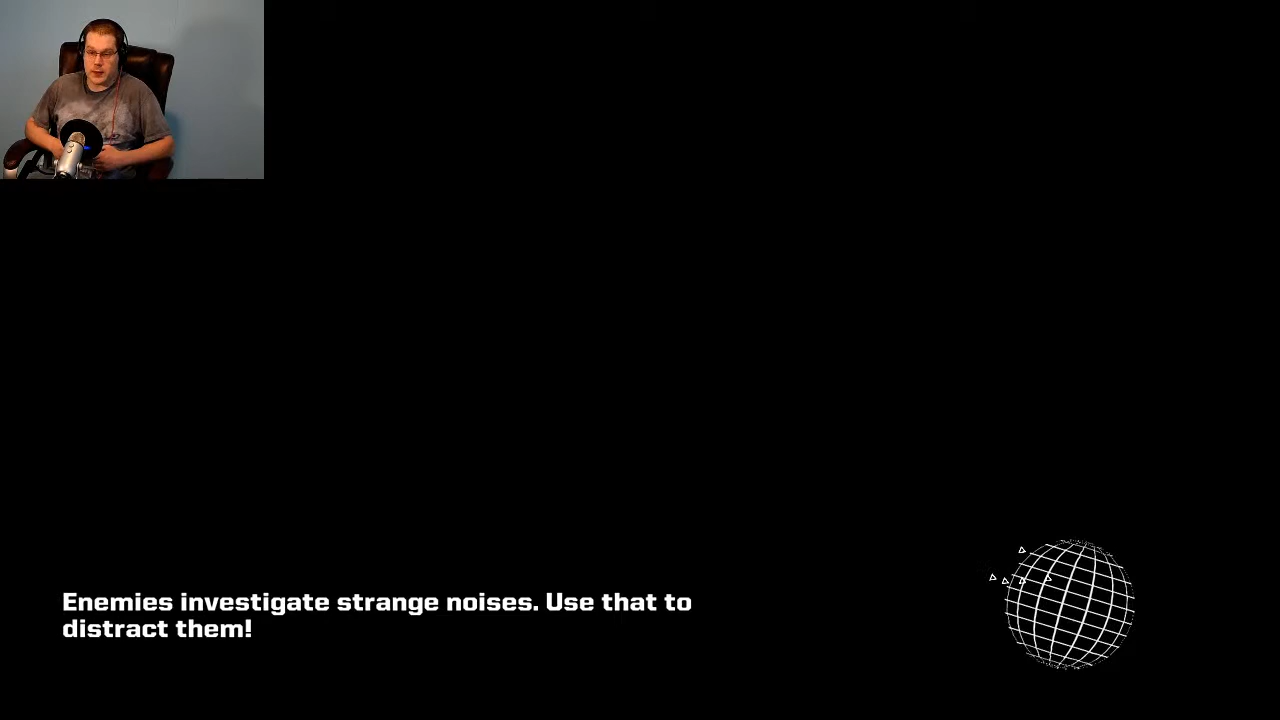 Enemies investigate strange noises. Use that to
distract them!